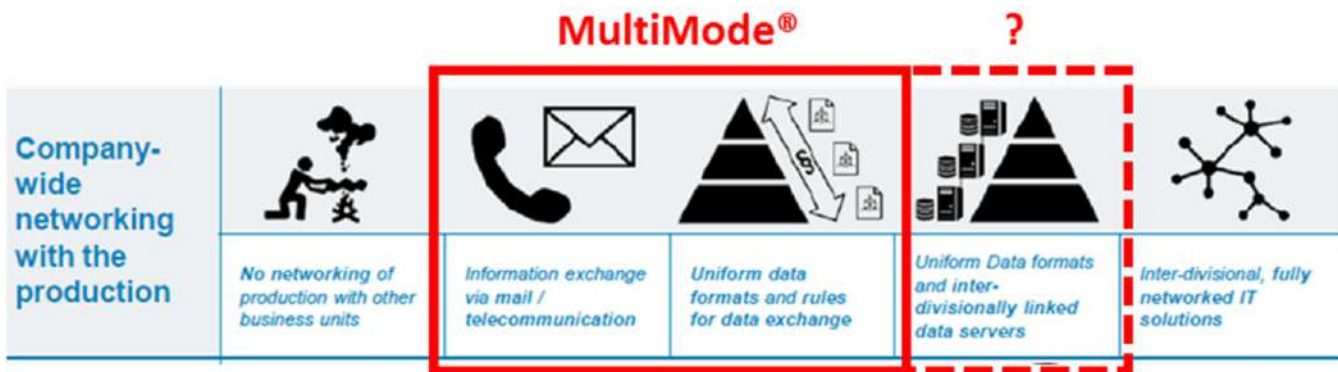 MultiMode®
?
Company-
wide
networking
with the
production
No networking of
production with other
business units
Information exchange
via mail /
telecommunication
Uniform data
formats and rules
for data exchange
§
Uniform Data formats
and inter-
divisionally linked
data servers
Inter-divisional, fully
networked IT
solutions